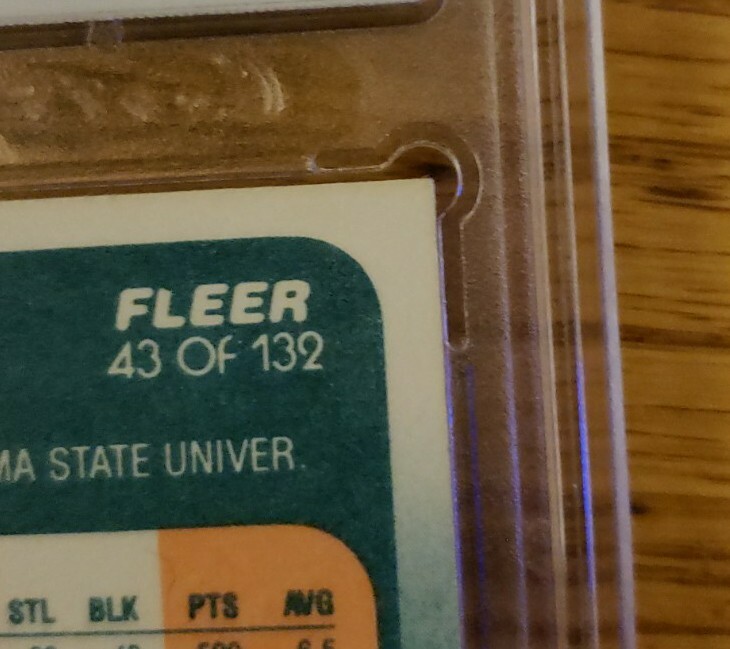 FLEER
43 OF 132
MA STATE UNIVER.
STL BLK PTS AVG